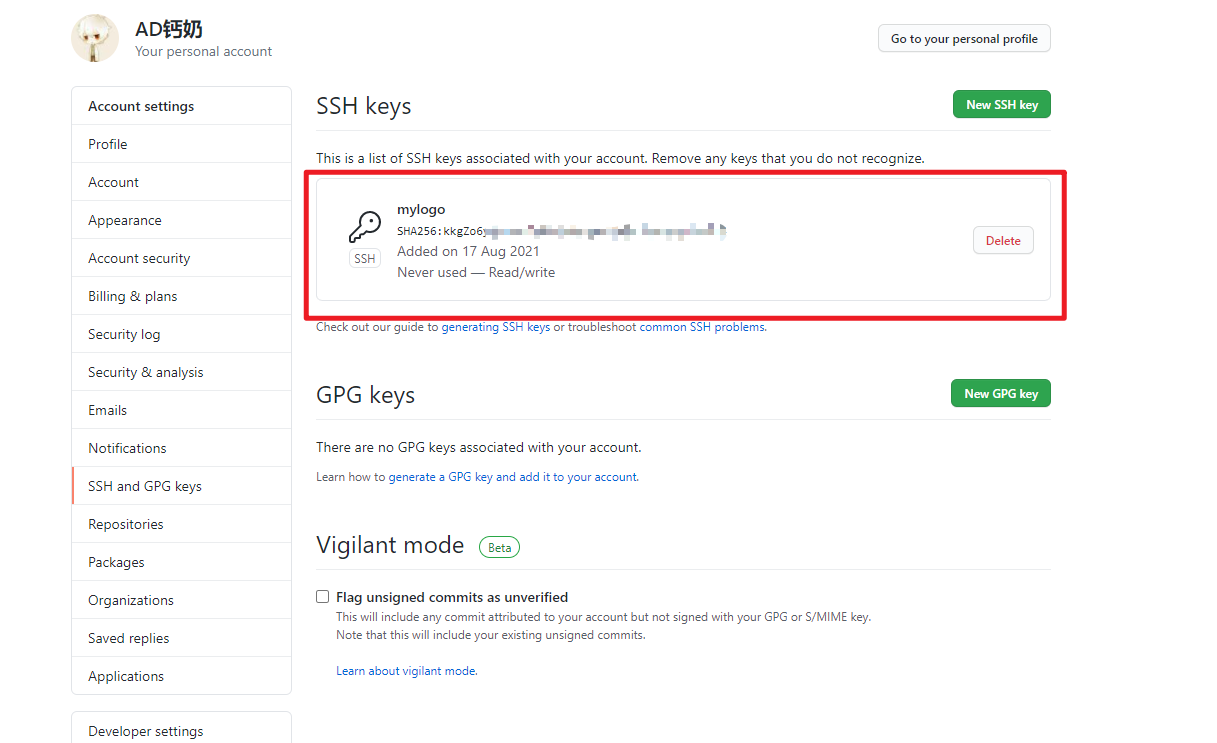 AD钙奶
Your personal account
Go to your personal profile
Account settings
Profile
Account
Appearance
Account security
Billing & plans
Security log
Security & analysis
Emails
Notifications
SSH and GPG keys
Repositories
Packages
Organizations
Saved replies
Applications
Developer settings
SSH keys
New SSH key
This is a list of SSH keys associated with your account. Remove any keys that you do not recognize.
mylogo
SHA256:kkgZo6y
SSH
Added on 17 Aug 2021
Never used — Read/write
Delete
Check out our guide to generating SSH keys or troubleshoot common SSH problems.
GPG keys
New GPG key
There are no GPG keys associated with your account.
Learn how to generate a GPG key and add it to your account.
Vigilant mode
Beta
Flag unsigned commits as unverified
This will include any commit attributed to your account but not signed with your GPG or S/MIME key.
Note that this will include your existing unsigned commits.
Learn about vigilant mode.